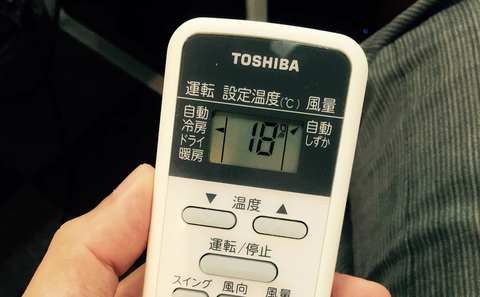 TOSHIBA
運転 設定温度(℃) 風量
自動 自動
冷房 18° しずか
ドライ
暖房
▼ 温度 ▲
運転/停止
スイング 風向 風量